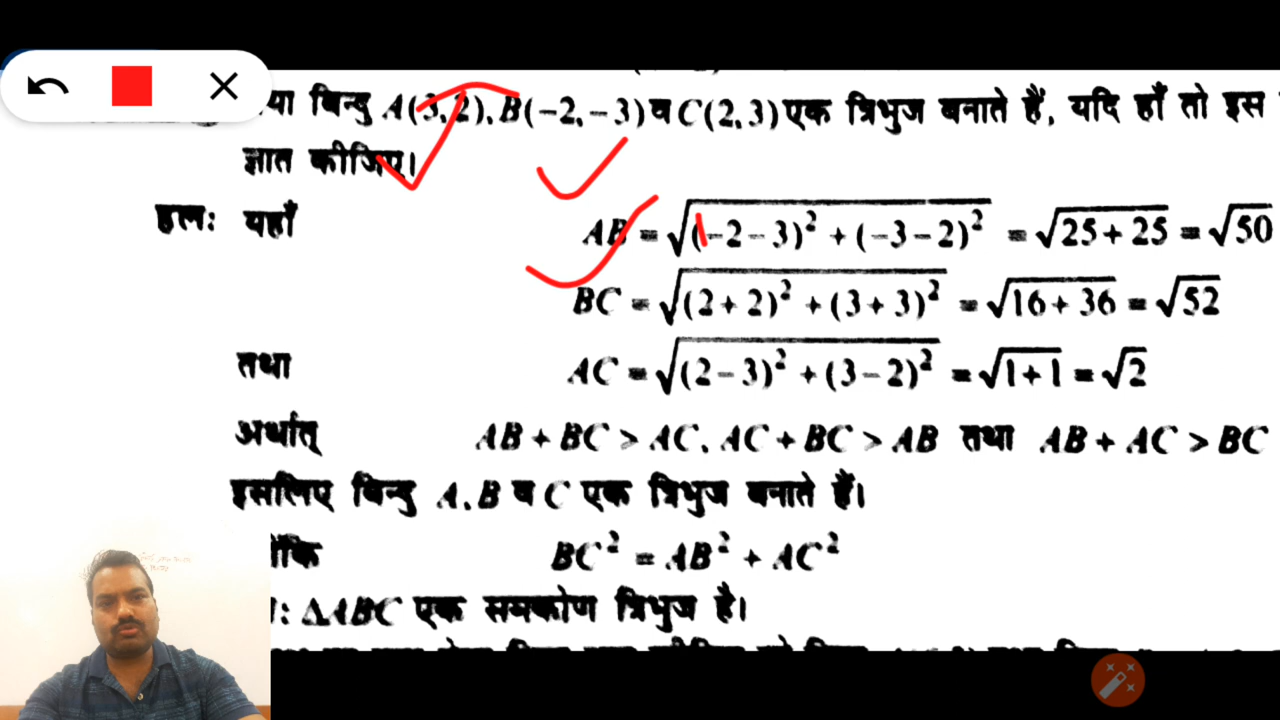 या बिन्दु A(3, 2), B(−2, −3) व C(2, 3) एक त्रिभुज बनाते हैं, यदि हाँ तो इस
ज्ञात कीजिए।
हल: यहाँ AB = √((−2−3)² + (−3−2)²) = √(25+25) = √50
BC = √((2+2)² + (3+3)²) = √(16+36) = √52
तथा AC = √((2−3)² + (3−2)²) = √(1+1) = √2
अर्थात् AB + BC > AC, AC + BC > AB तथा AB + AC > BC
इसलिए बिन्दु A, B व C एक त्रिभुज बनाते हैं।
कि BC² = AB² + AC²
: ΔABC एक समकोण त्रिभुज है।